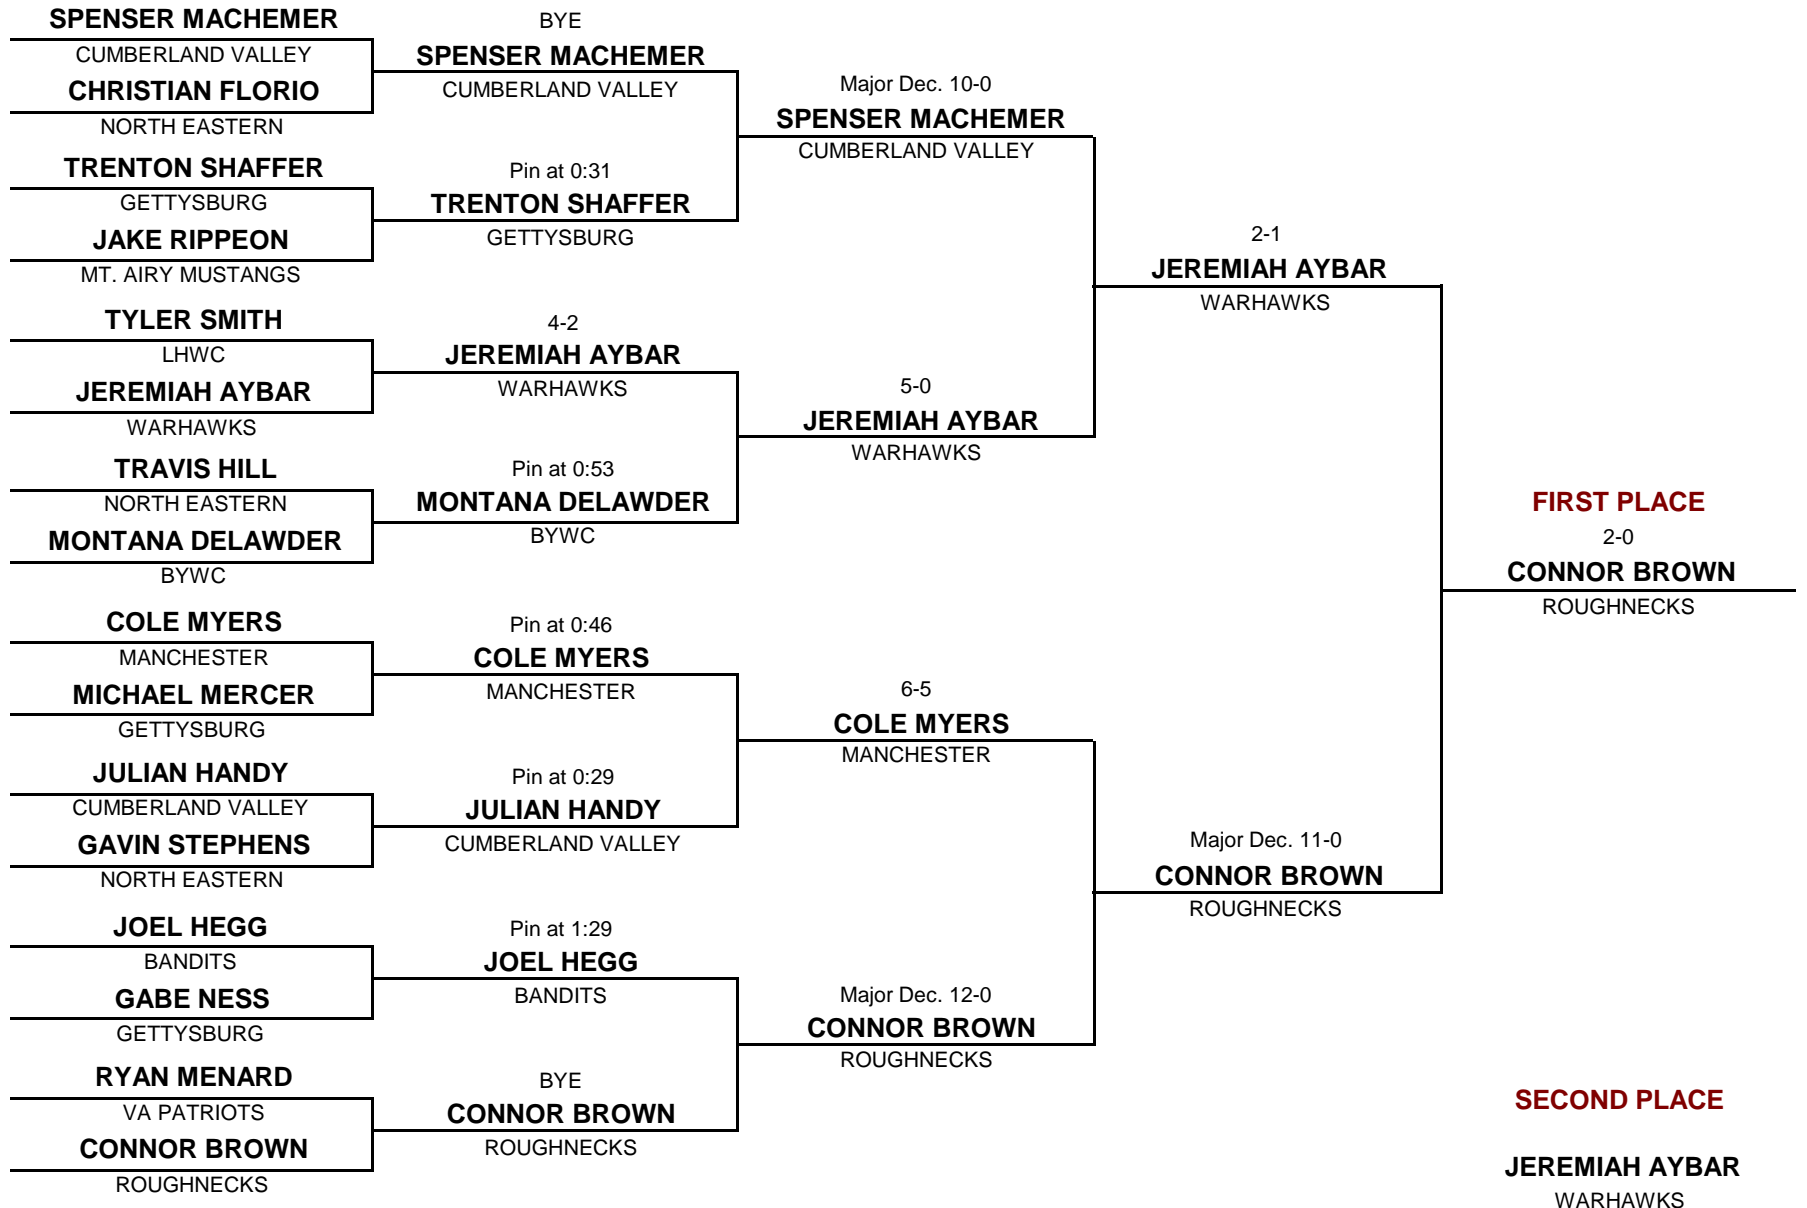 SPENSER MACHEMER
CUMBERLAND VALLEY
CHRISTIAN FLORIO
NORTH EASTERN
TRENTON SHAFFER
GETTYSBURG
JAKE RIPPEON
MT. AIRY MUSTANGS
TYLER SMITH
LHWC
JEREMIAH AYBAR
WARHAWKS
TRAVIS HILL
NORTH EASTERN
MONTANA DELAWDER
BYWC
COLE MYERS
MANCHESTER
MICHAEL MERCER
GETTYSBURG
JULIAN HANDY
CUMBERLAND VALLEY
GAVIN STEPHENS
NORTH EASTERN
JOEL HEGG
BANDITS
GABE NESS
GETTYSBURG
RYAN MENARD
VA PATRIOTS
CONNOR BROWN
ROUGHNECKS
BYE
SPENSER MACHEMER
CUMBERLAND VALLEY
Pin at 0:31
TRENTON SHAFFER
GETTYSBURG
4-2
JEREMIAH AYBAR
WARHAWKS
Pin at 0:53
MONTANA DELAWDER
BYWC
Pin at 0:46
COLE MYERS
MANCHESTER
Pin at 0:29
JULIAN HANDY
CUMBERLAND VALLEY
Pin at 1:29
JOEL HEGG
BANDITS
BYE
CONNOR BROWN
ROUGHNECKS
Major Dec. 10-0
SPENSER MACHEMER
CUMBERLAND VALLEY
5-0
JEREMIAH AYBAR
WARHAWKS
6-5
COLE MYERS
MANCHESTER
Major Dec. 12-0
CONNOR BROWN
ROUGHNECKS
2-1
JEREMIAH AYBAR
WARHAWKS
Major Dec. 11-0
CONNOR BROWN
ROUGHNECKS
FIRST PLACE
2-0
CONNOR BROWN
ROUGHNECKS
SECOND PLACE
JEREMIAH AYBAR
WARHAWKS